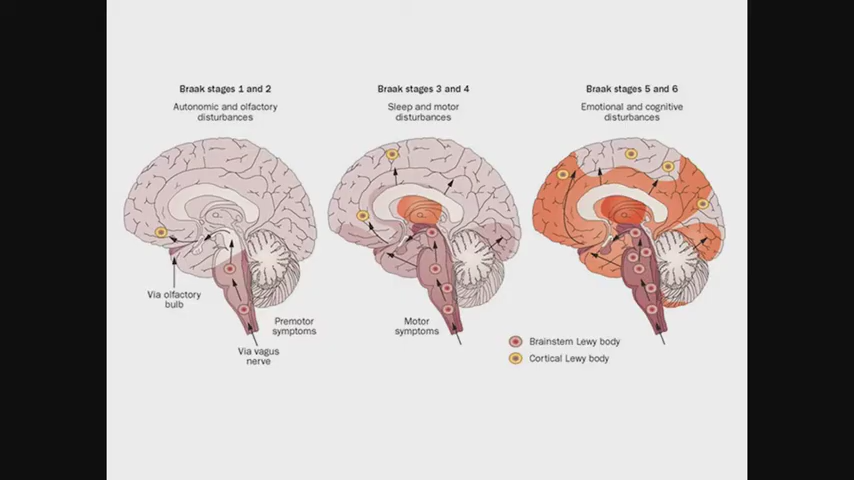 Braak stages 1 and 2
Autonomic and olfactory
disturbances
Braak stages 3 and 4
Sleep and motor
disturbances
Braak stages 5 and 6
Emotional and cognitive
disturbances
Via olfactory
bulb
Premotor
symptoms
Via vagus
nerve
Motor
symptoms
Brainstem Lewy body
Cortical Lewy body